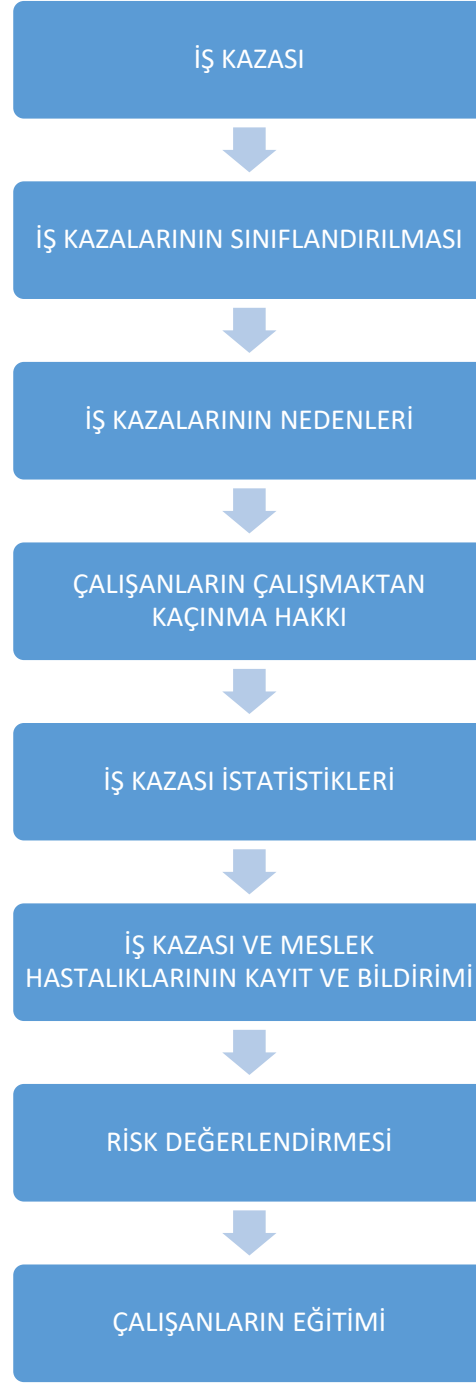 İŞ KAZASI
İŞ KAZALARININ SINIFLANDIRILMASI
İŞ KAZALARININ NEDENLERİ
ÇALIŞANLARIN ÇALIŞMAKTAN
KAÇINMA HAKKI
İŞ KAZASI İSTATİSTİKLERİ
İŞ KAZASI VE MESLEK
HASTALIKLARININ KAYIT VE BİLDİRİMİ
RİSK DEĞERLENDİRMESİ
ÇALIŞANLARIN EĞİTİMİ